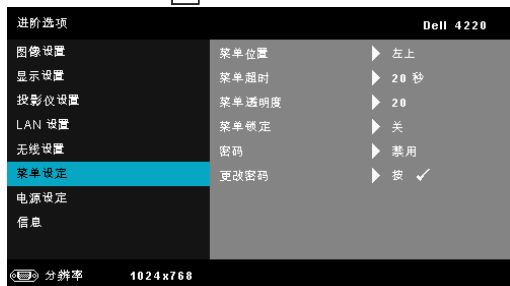 进阶选项 Dell 4220
图像设置 菜单位置 左上
显示设置 菜单超时 20 秒
投影仪设置 菜单透明度 20
LAN 设置 菜单锁定 关
无线设置 密码 禁用
菜单设定 更改密码 按 ✓
电源设定
信息
分辨率 1024x768